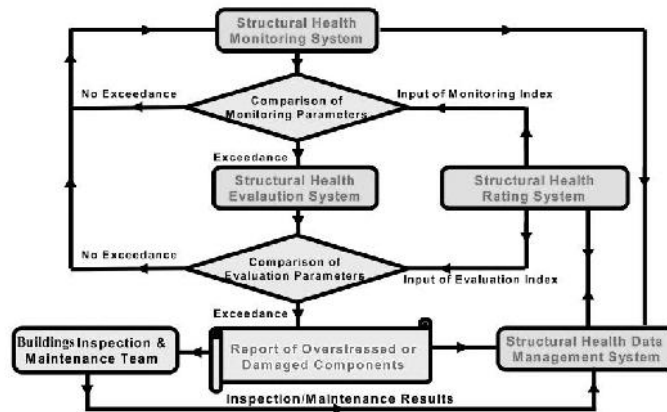 Structural Health
Monitoring System
No Exceedance
Comparison of
Monitoring Parameters
Input of Monitoring Index
Exceedance
Structural Health
Evalaution System
Structural Health
Rating System
No Exceedance
Comparison of
Evaluation Parameters
Input of Evaluation Index
Exceedance
Buildings Inspection &
Maintenance Team
Report of Overstressed or
Damaged Components
Structural Health Data
Management System
Inspection/Maintenance Results